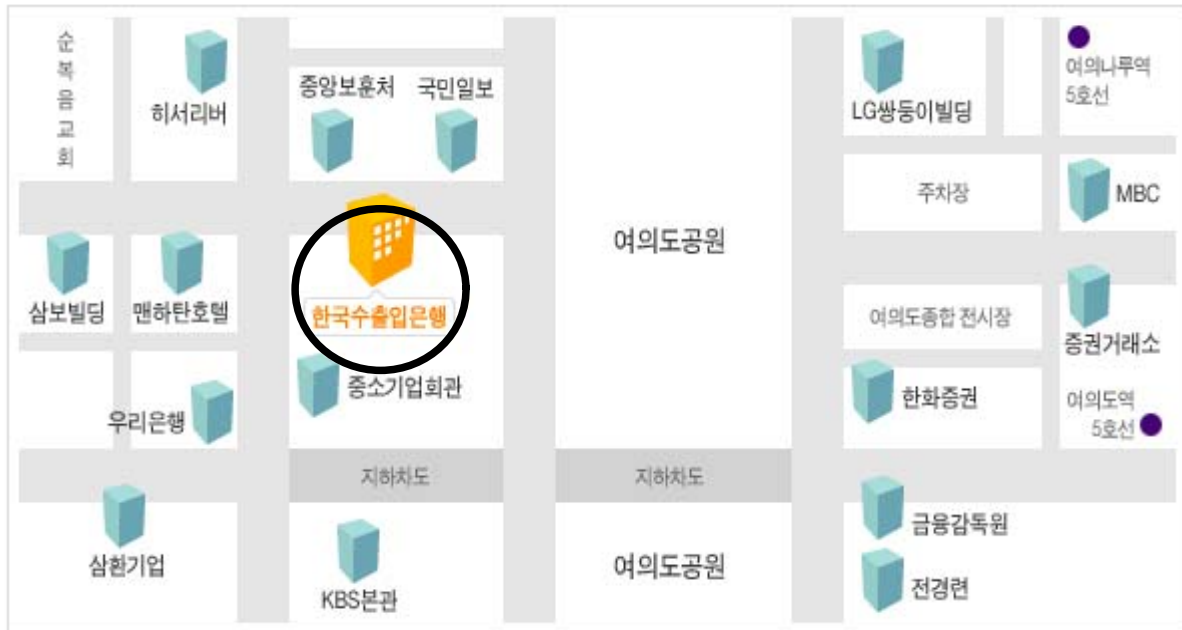 순복음교회
히서리버
중앙보훈처
국민일보
LG쌍둥이빌딩
여의나루역
5호선
주차장
MBC
여의도공원
삼보빌딩
맨하탄호텔
한국수출입은행
여의도종합 전시장
증권거래소
중소기업회관
한화증권
여의도역
5호선
우리은행
지하차도
지하차도
금융감독원
삼환기업
KBS본관
여의도공원
전경련